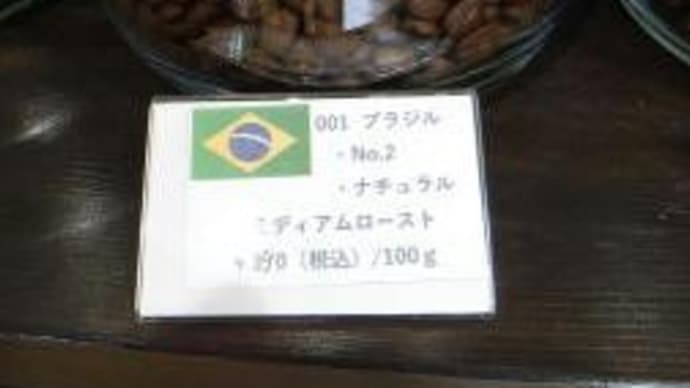 001 ブラジル
・No.2
・ナチュラル
ミディアムロースト
(税込)/100g